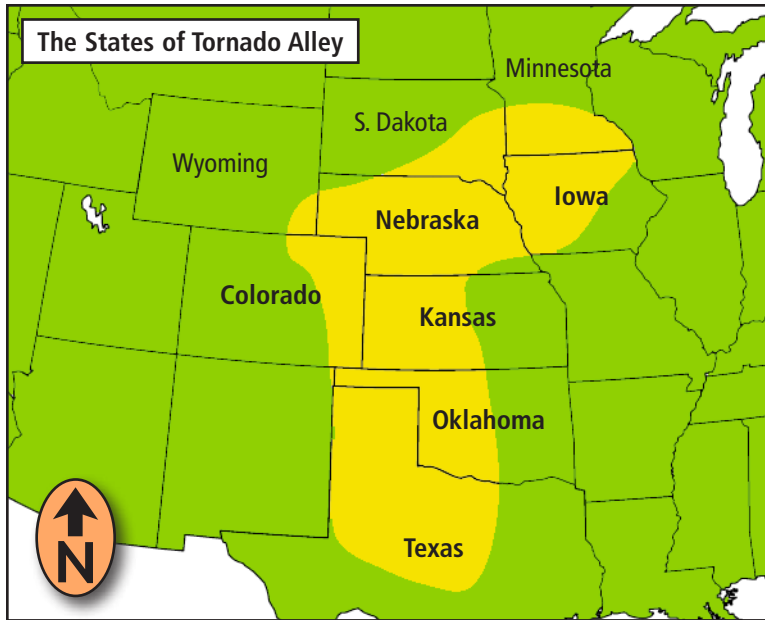 The States of Tornado Alley
Minnesota
S. Dakota
Wyoming
Iowa
Nebraska
Colorado
Kansas
Oklahoma
Texas
N